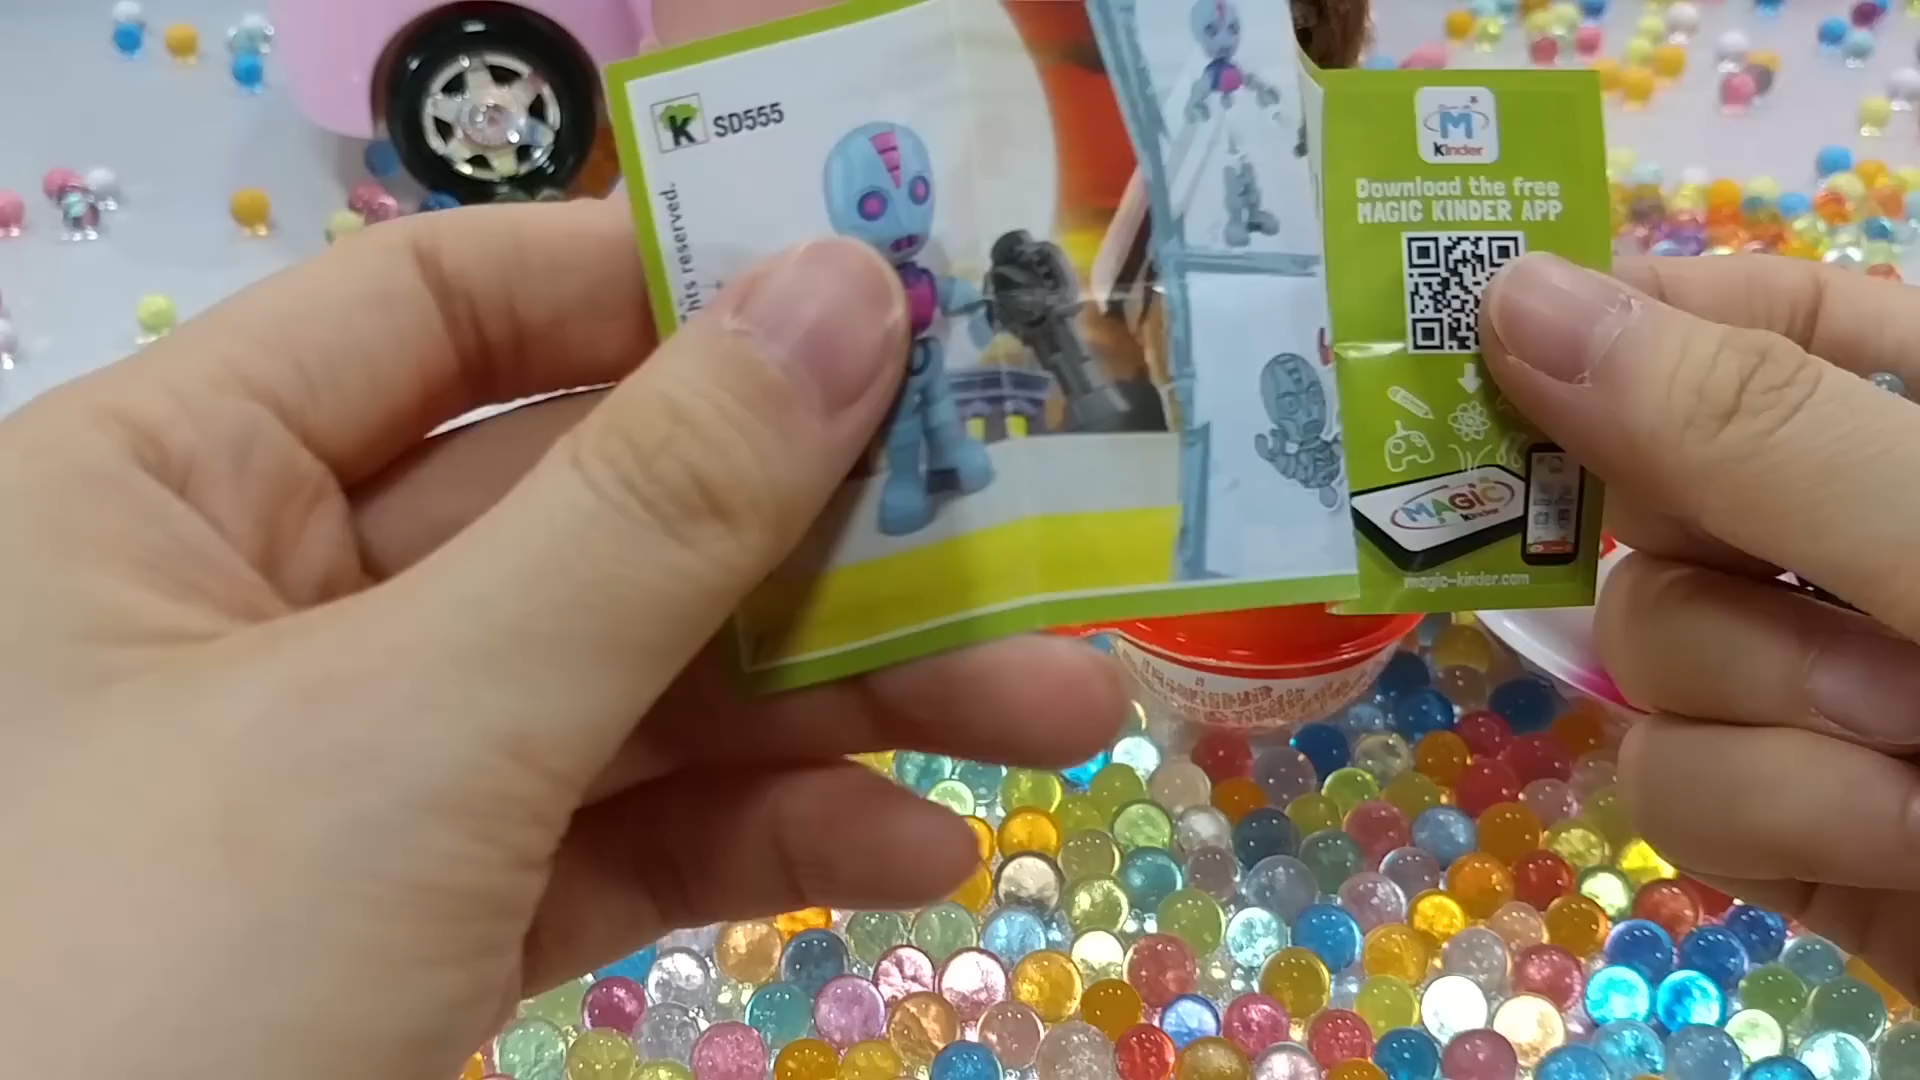 K SD555
hts reserved.
M
Kinder
Download the free
MAGIC KINDER APP
MAGIC
Kinder
magic-kinder.com